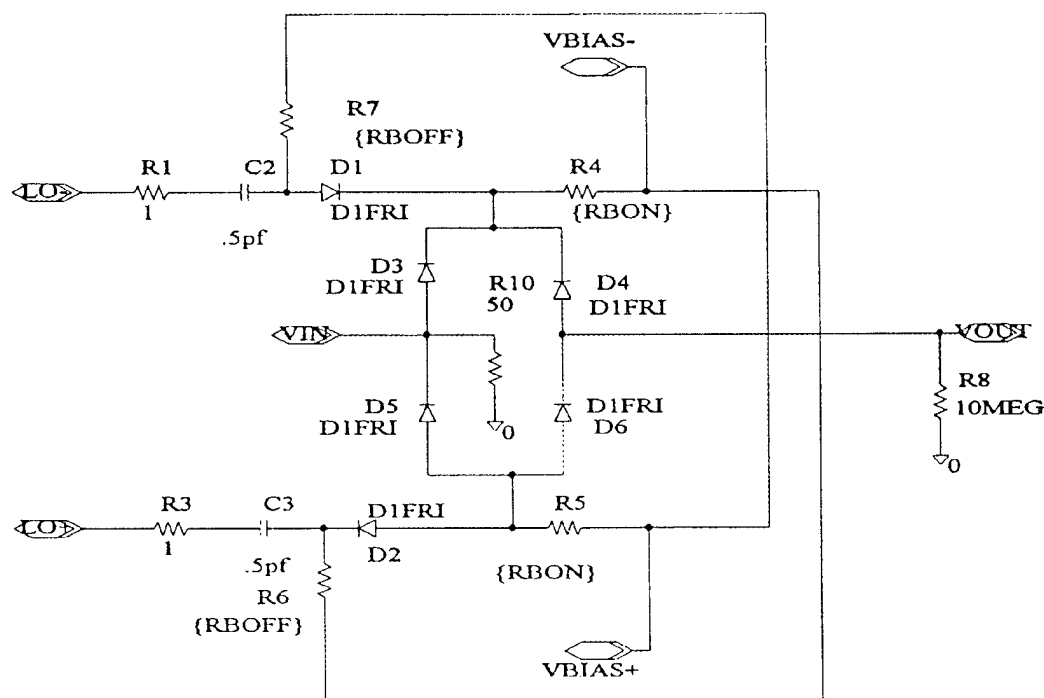 VBIAS-
R7
{RBOFF}
R1
C2
D1
R4
LO-
1
D1FRI
{RBON}
.5pf
D3
D1FRI
R10
50
D4
D1FRI
VIN
VOUT
R8
10MEG
D5
D1FRI
D1FRI
D6
0
0
R3
C3
D1FRI
R5
LO+
1
D2
.5pf
{RBON}
R6
{RBOFF}
VBIAS+